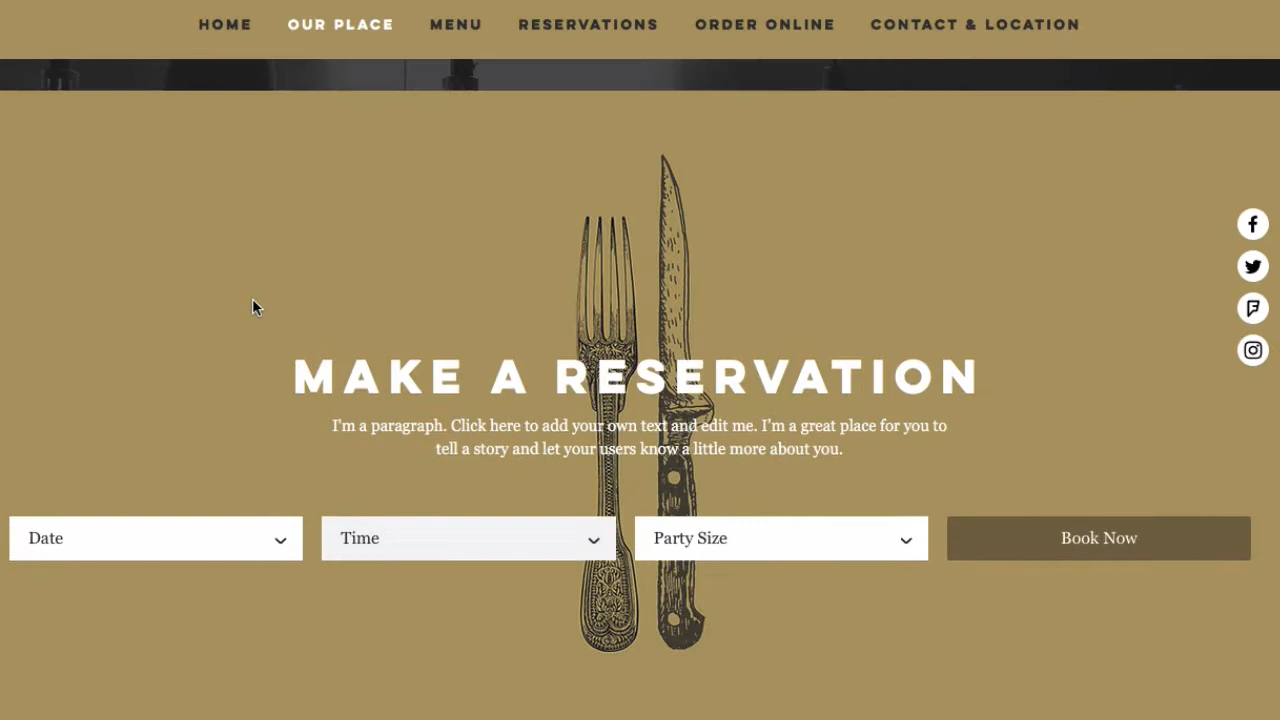 HOME OUR PLACE MENU RESERVATIONS ORDER ONLINE CONTACT & LOCATION
MAKE A RESERVATION
I'm a paragraph. Click here to add your own text and edit me. I'm a great place for you to
tell a story and let your users know a little more about you.
Date Time Party Size Book Now